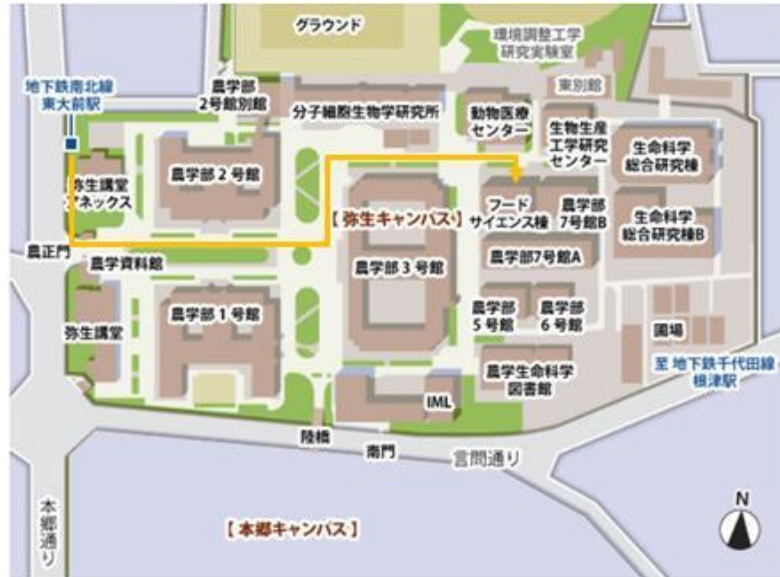 グラウンド
環境調整工学
研究実験室
地下鉄南北線
東大前駅
農学部
2号館別館
東別館
分子細胞生物学研究所
動物医療
センター
生物生産
工学研究
センター
生命科学
総合研究棟
弥生講堂
アネックス
農学部 2 号館
【 弥生キャンパス 】
フード
サイエンス棟
農学部
7号館B
生命科学
総合研究棟B
農正門
農学資料館
農学部 3 号館
農学部7号館A
弥生講堂
農学部 1 号館
農学部
5 号館
農学部
6 号館
圃場
農学生命科学
図書館
至 地下鉄千代田線
根津駅
IML
陸橋
南門
言問通り
本郷通り
【 本郷キャンパス 】
N